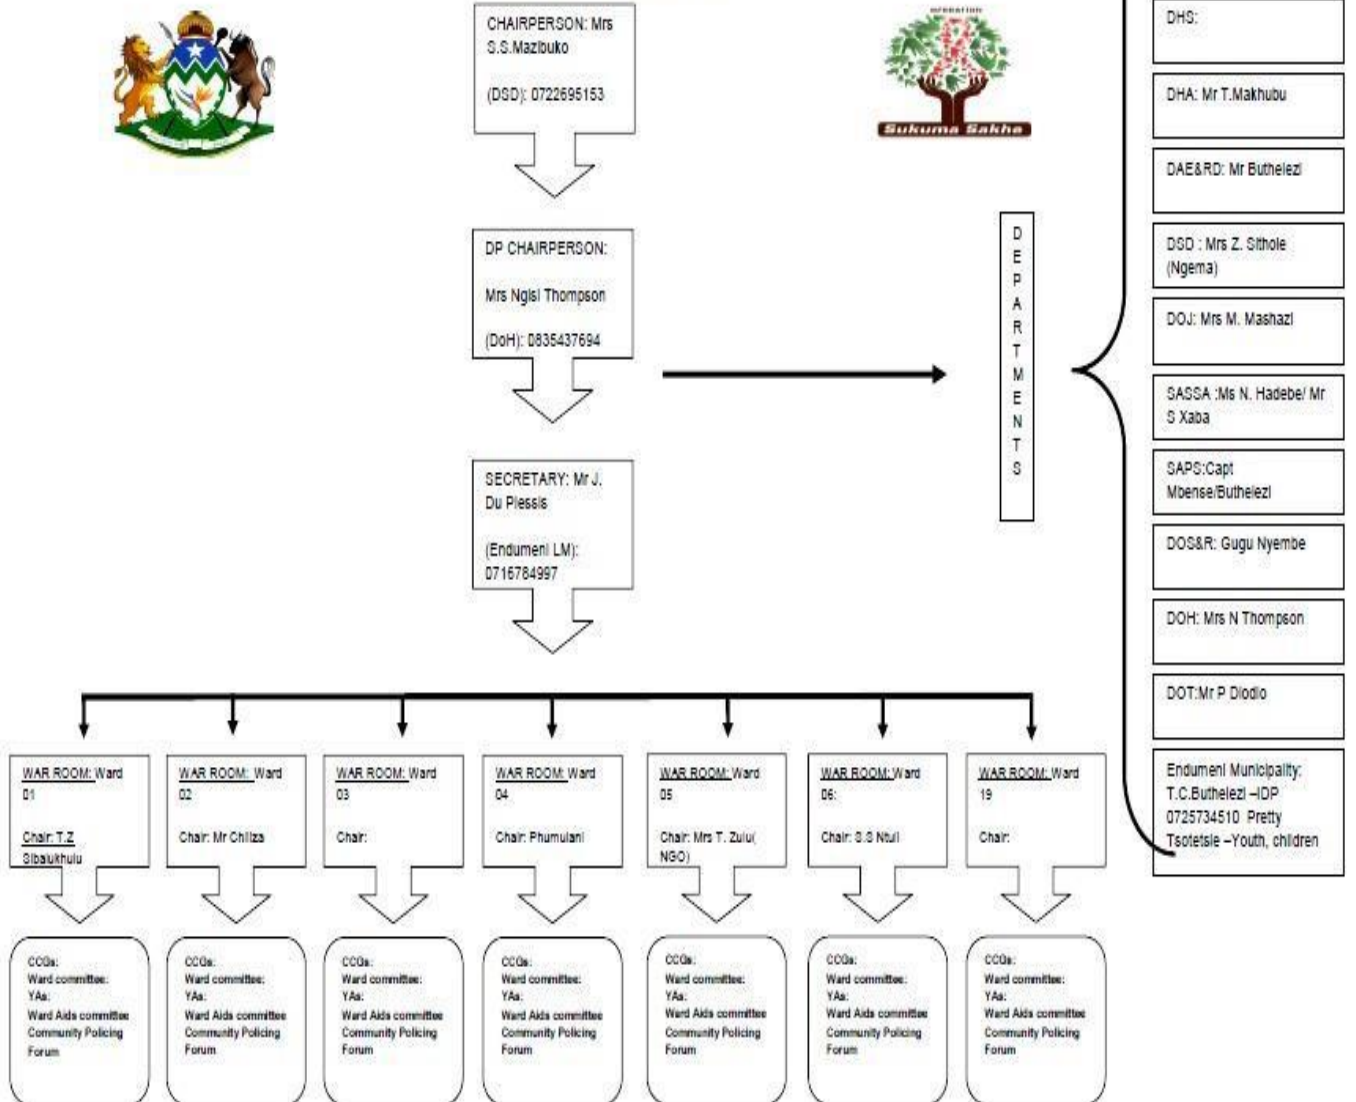 CHAIRPERSON: Mrs
S.S.Mazibuko
(DSD): 0722695153
OPERATION
Sukuma Sakha
DP CHAIRPERSON:
Mrs Ngisi Thompson
(DoH): 0835437694
SECRETARY: Mr J.
Du Plessis
(Endumeni LM):
0716784997
DEPARTMENTS
DHS:
DHA: Mr T.Makhubu
DAE&RD: Mr Buthelezi
DSD : Mrs Z. Sithole
(Ngema)
DOJ: Mrs M. Mashazi
SASSA :Ms N. Hadebe/ Mr
S Xaba
SAPS:Capt
Mbense/Buthelezi
DOS&R: Gugu Nyembe
DOH: Mrs N Thompson
DOT:Mr P Dlodlo
Endumeni Municipality:
T.C.Buthelezi –IDP
0725734510 Pretty
Tsotetsie –Youth, children
WAR ROOM: Ward
01
Chair: T.Z
Sibalukhulu
WAR ROOM: Ward
02
Chair: Mr Chiliza
WAR ROOM: Ward
03
Chair:
WAR ROOM: Ward
04
Chair: Phumulani
WAR ROOM: Ward
05
Chair: Mrs T. Zulu(
NGO)
WAR ROOM: Ward
06:
Chair: S.S Ntuli
WAR ROOM: Ward
19
Chair:
CCGs:
Ward committee:
YAs:
Ward Aids committee
Community Policing
Forum
CCGs:
Ward committee:
YAs:
Ward Aids committee
Community Policing
Forum
CCGs:
Ward committee:
YAs:
Ward Aids committee
Community Policing
Forum
CCGs:
Ward committee:
YAs:
Ward Aids committee
Community Policing
Forum
CCGs:
Ward committee:
YAs:
Ward Aids committee
Community Policing
Forum
CCGs:
Ward committee:
YAs:
Ward Aids committee
Community Policing
Forum
CCGs:
Ward committee:
YAs:
Ward Aids committee
Community Policing
Forum